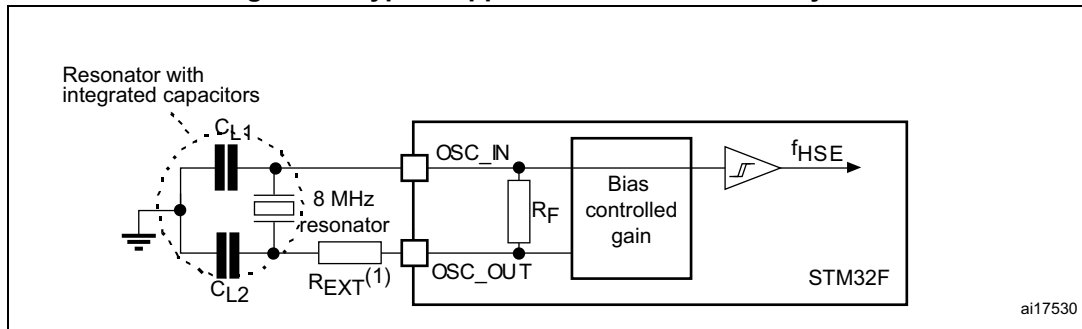 Resonator with
integrated capacitors
CL1
OSC_IN
fHSE
8 MHz
resonator
RF
Bias
controlled
gain
REXT(1)
OSC_OUT
STM32F
CL2
ai17530